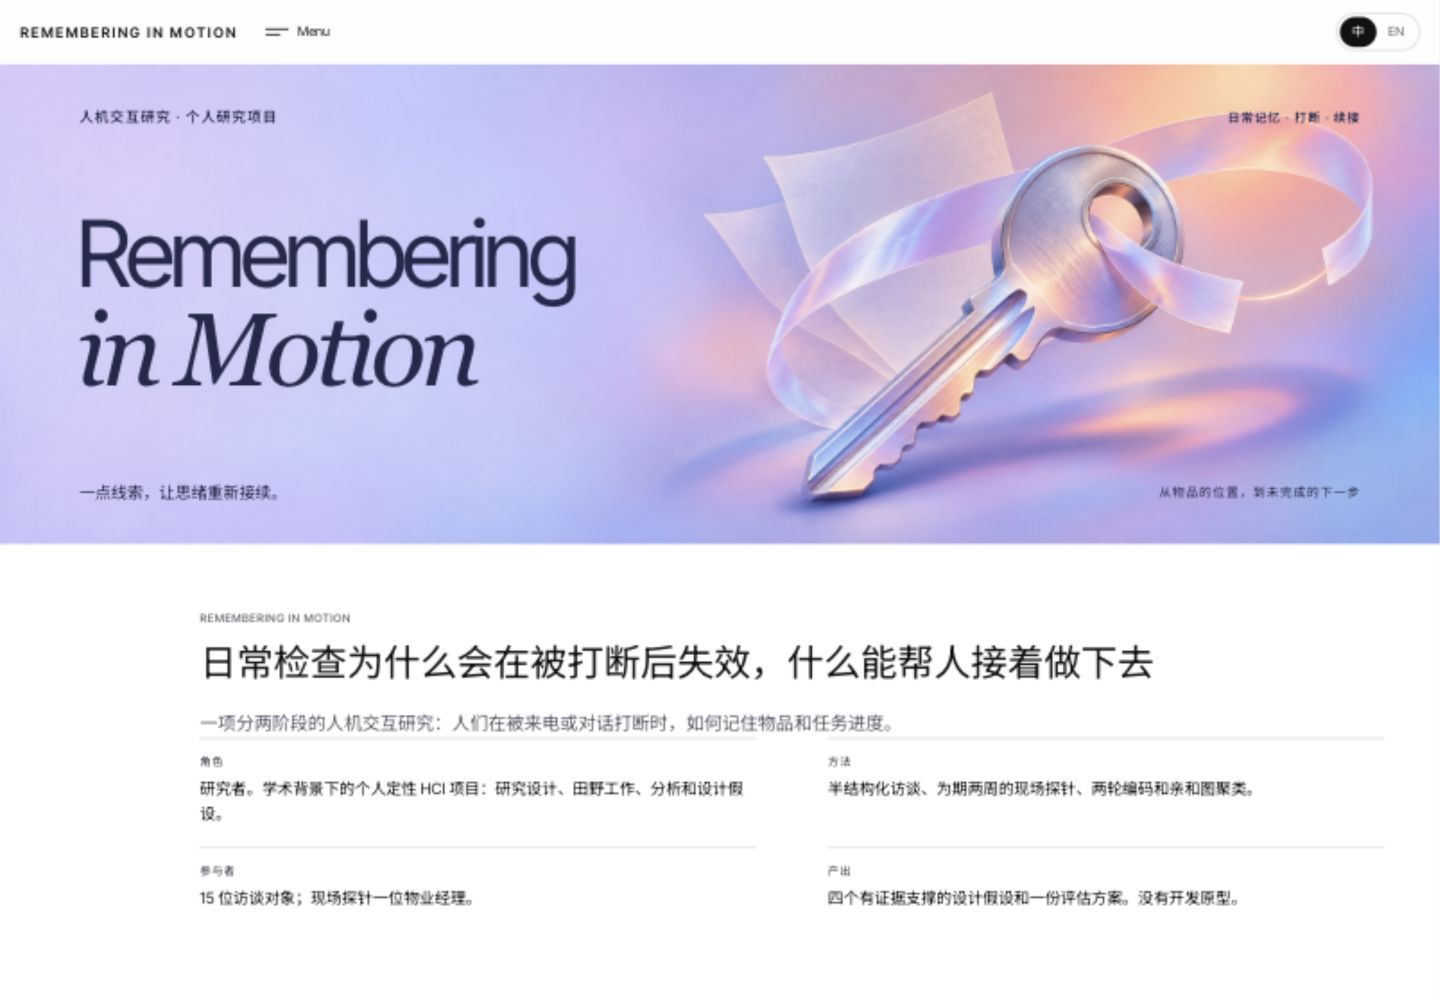 REMEMBERING IN MOTION
Menu
中
EN
人机交互研究 · 个人研究项目
日常记忆 · 打断 · 续接
Remembering
in Motion
一点线索，让思绪重新接续。
从物品的位置，到未完成的下一步
REMEMBERING IN MOTION
日常检查为什么会在被打断后失效，什么能帮人接着做下去
一项分两阶段的人机交互研究：人们在被来电或对话打断时，如何记住物品和任务进度。
角色
研究者。学术背景下的个人定性 HCI 项目：研究设计、田野工作、分析和设计假
设。
方法
半结构化访谈、为期两周的现场探针、两轮编码和亲和图聚类。
参与者
15 位访谈对象；现场探针一位物业经理。
产出
四个有证据支撑的设计假设和一份评估方案。没有开发原型。